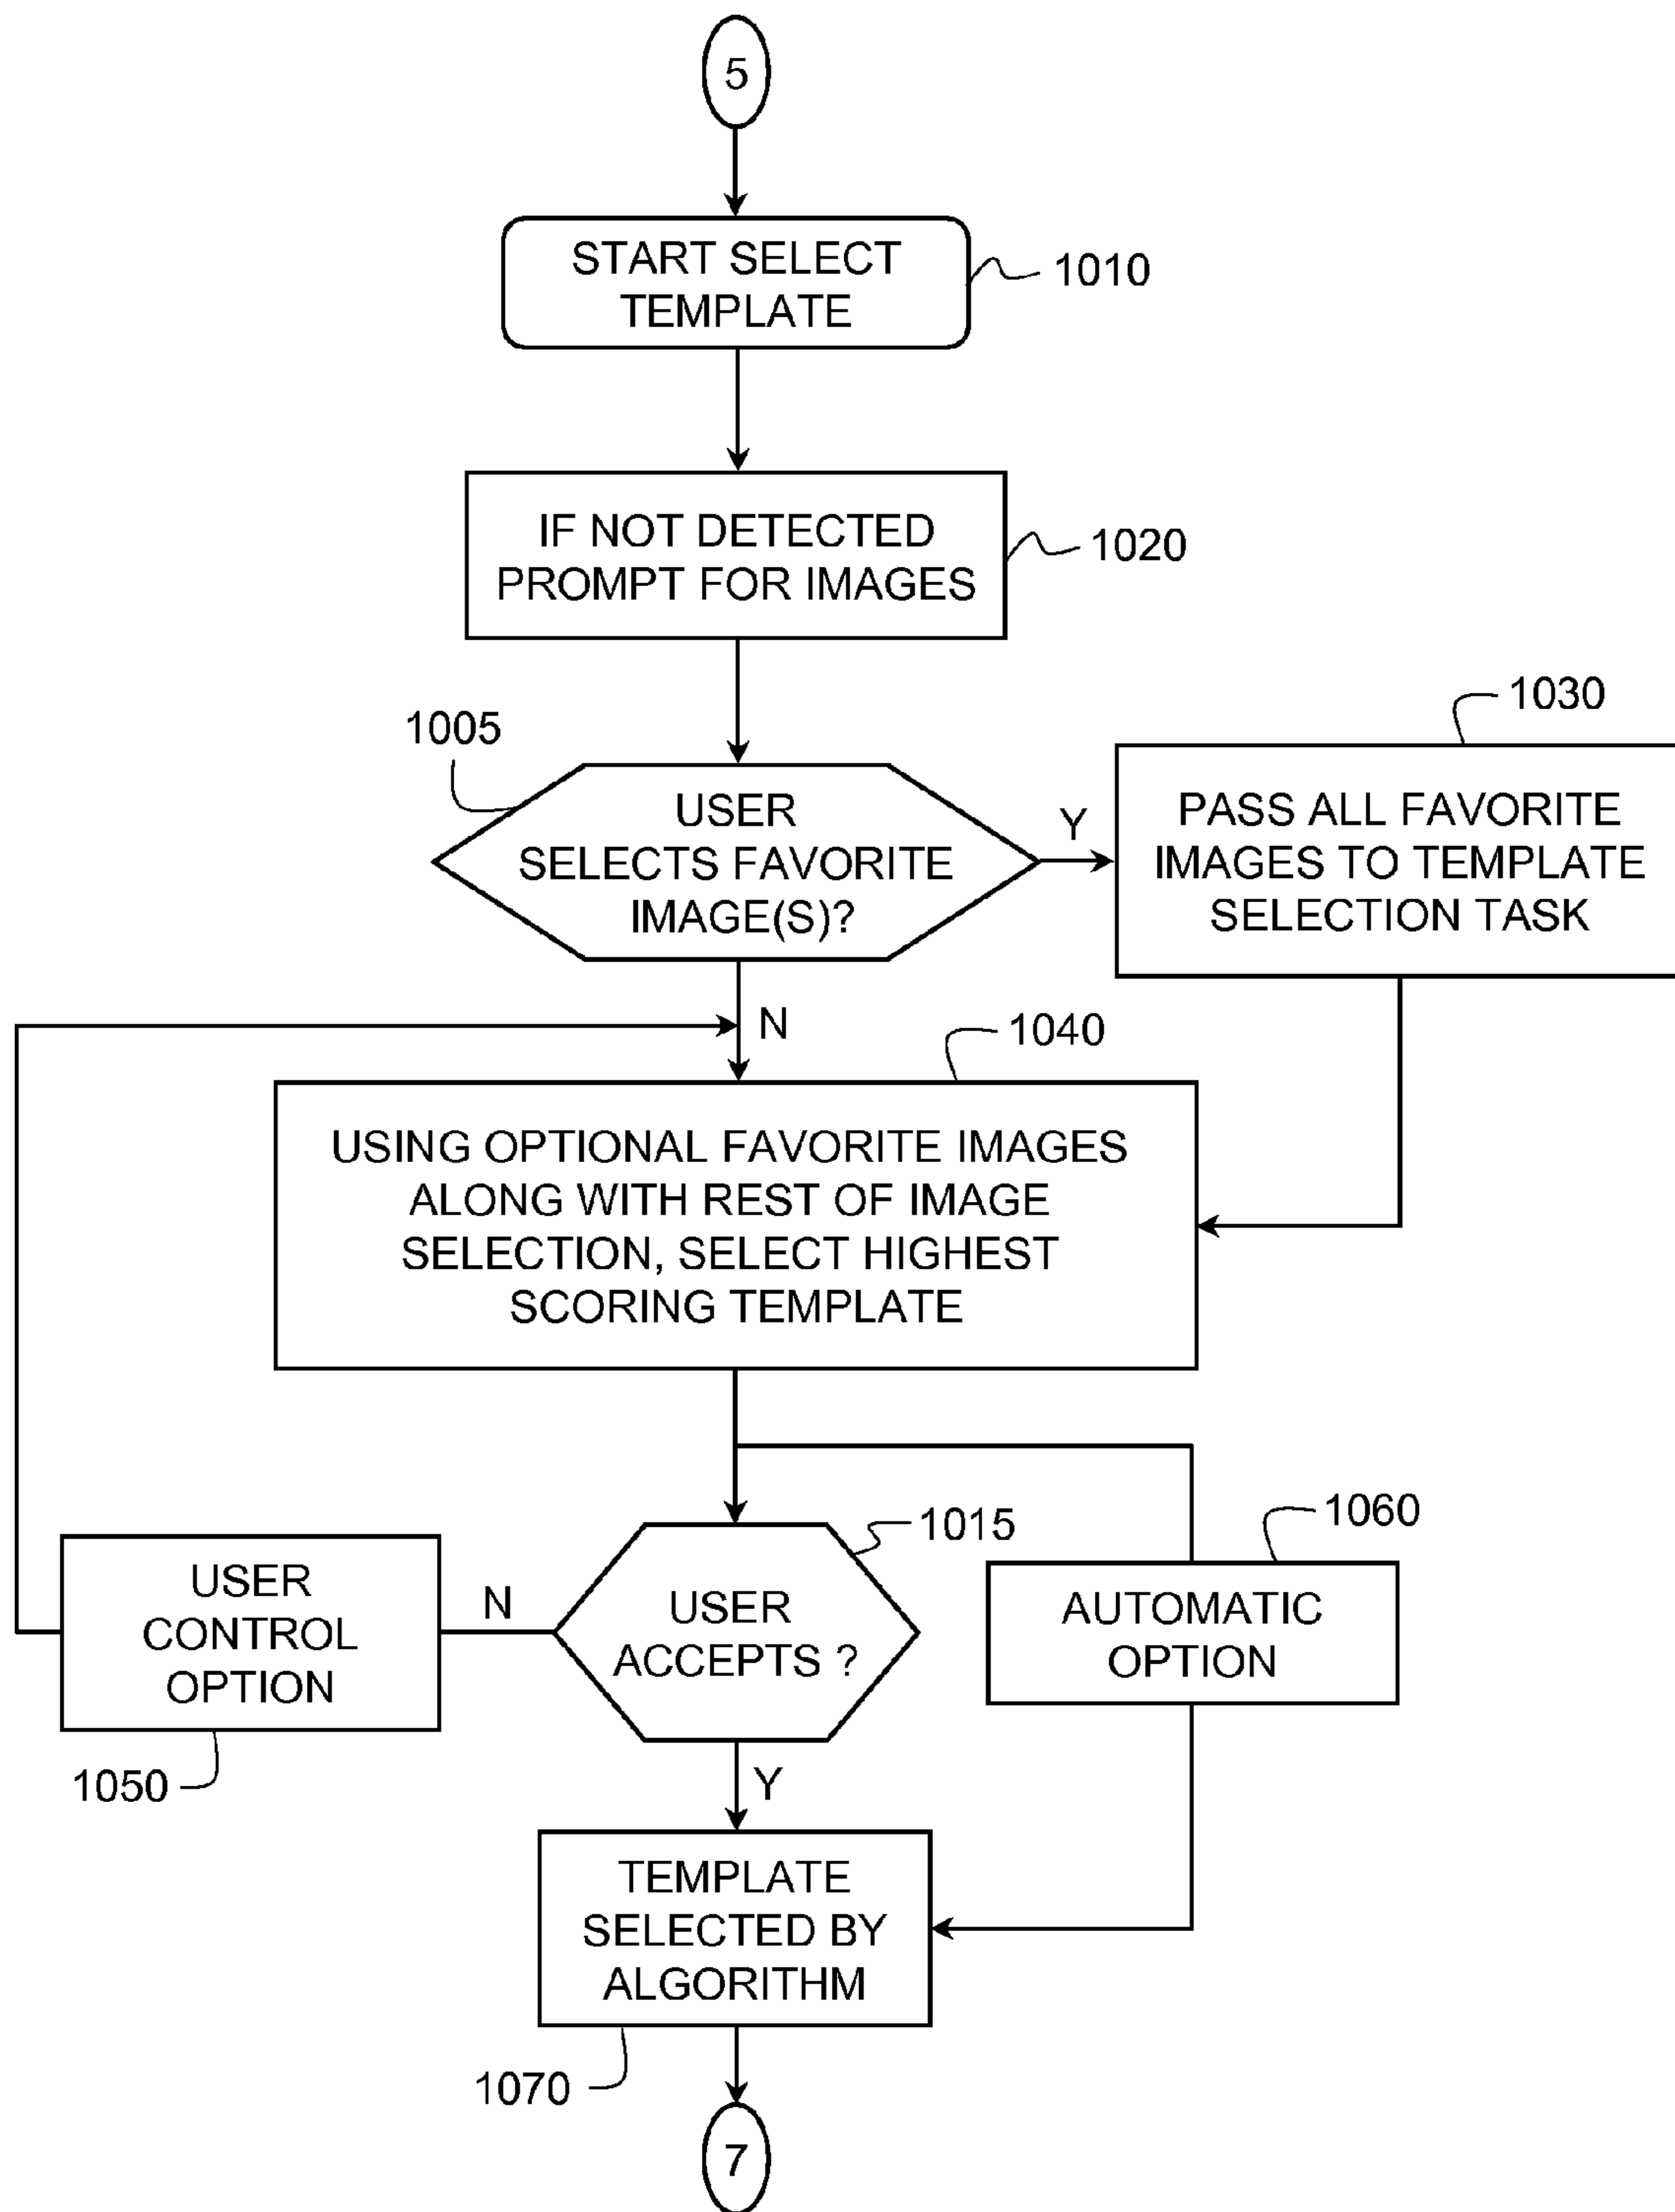 5
START SELECT
TEMPLATE
1010
IF NOT DETECTED
PROMPT FOR IMAGES
1020
1005
USER
SELECTS FAVORITE
IMAGE(S)?
Y
1030
PASS ALL FAVORITE
IMAGES TO TEMPLATE
SELECTION TASK
N
1040
USING OPTIONAL FAVORITE IMAGES
ALONG WITH REST OF IMAGE
SELECTION, SELECT HIGHEST
SCORING TEMPLATE
1015
USER
ACCEPTS ?
N
USER
CONTROL
OPTION
1050
1060
AUTOMATIC
OPTION
Y
TEMPLATE
SELECTED BY
ALGORITHM
1070
7